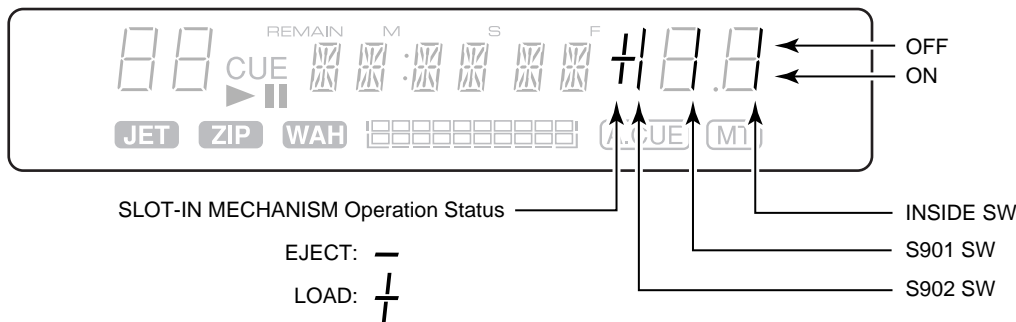 REMAIN M S F
CUE
OFF
ON
JET ZIP WAH A.CUE MT
SLOT-IN MECHANISM Operation Status
INSIDE SW
EJECT:
S901 SW
LOAD:
S902 SW